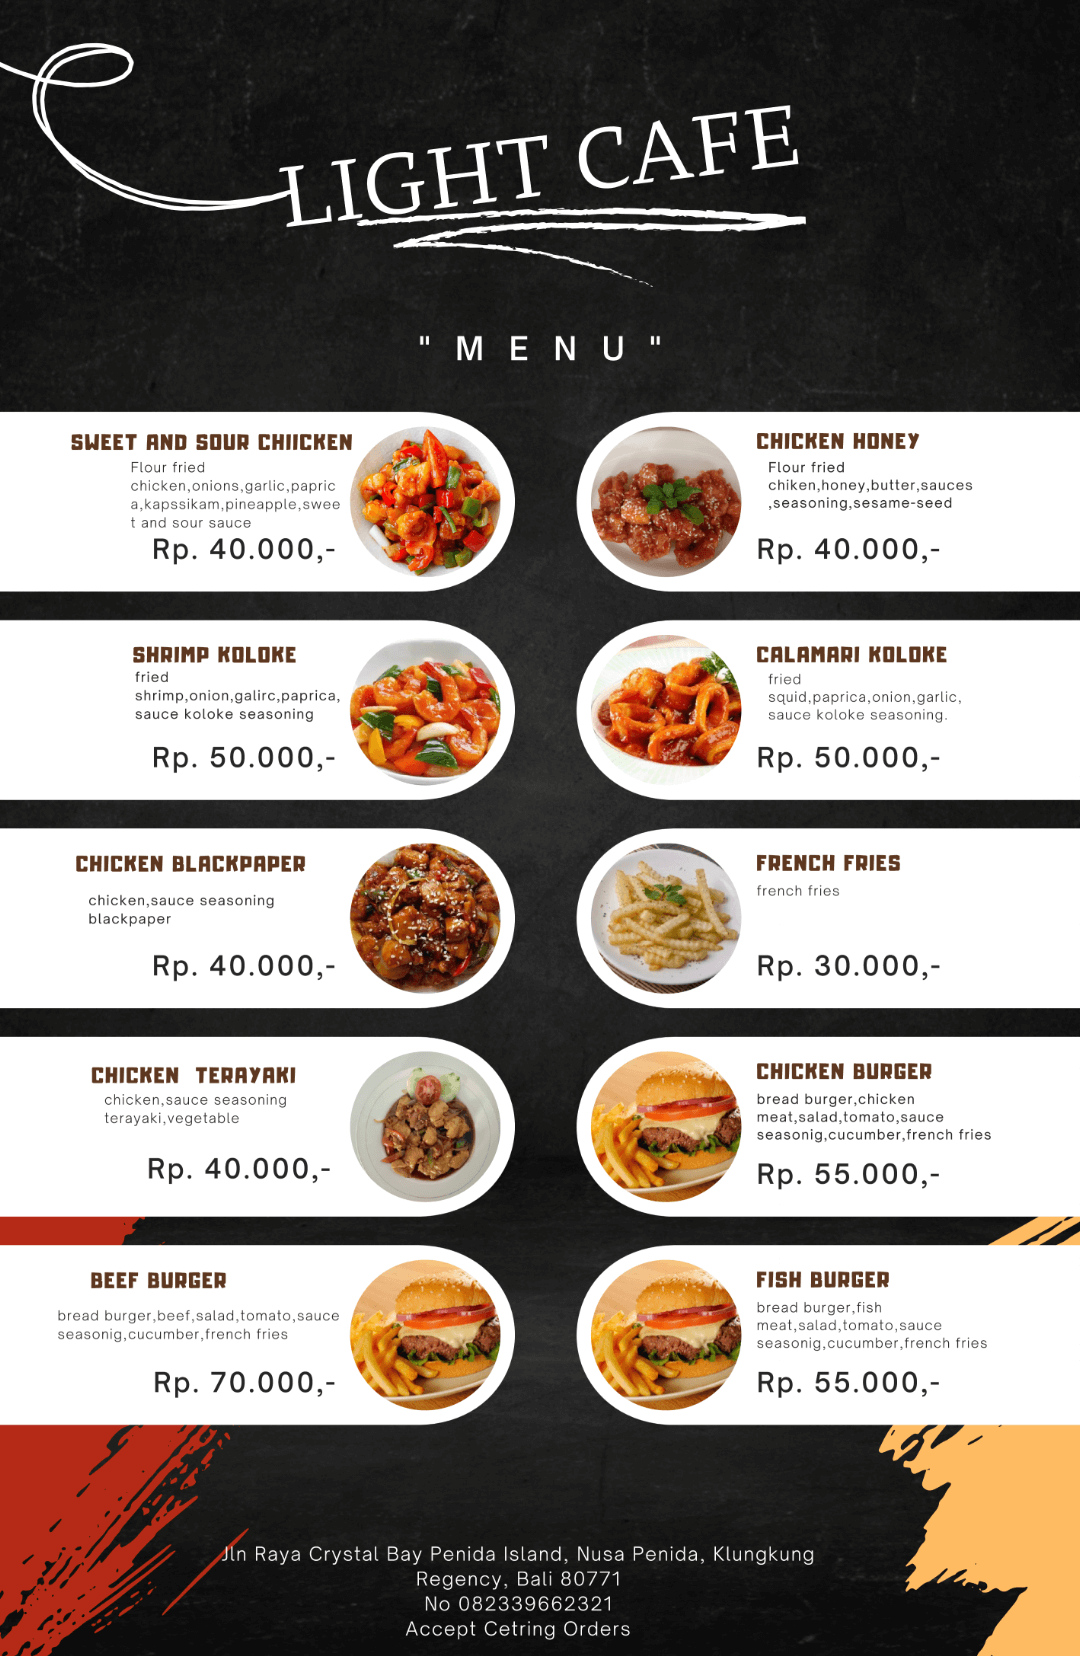 LIGHT CAFE
" M E N U "
SWEET AND SOUR CHIICKEN
Flour fried
chicken,onions,garlic,papric
a,kapssikam,pineapple,swee
t and sour sauce
Rp. 40.000,-
CHICKEN HONEY
Flour fried
chiken,honey,butter,sauces
,seasoning,sesame-seed
Rp. 40.000,-
SHRIMP KOLOKE
fried
shrimp,onion,galirc,paprica,
sauce koloke seasoning
Rp. 50.000,-
CALAMARI KOLOKE
fried
squid,paprica,onion,garlic,
sauce koloke seasoning.
Rp. 50.000,-
CHICKEN BLACKPAPER
chicken,sauce seasoning
blackpaper
Rp. 40.000,-
FRENCH FRIES
french fries
Rp. 30.000,-
CHICKEN TERAYAKI
chicken,sauce seasoning
terayaki,vegetable
Rp. 40.000,-
CHICKEN BURGER
bread burger,chicken
meat,salad,tomato,sauce
seasonig,cucumber,french fries
Rp. 55.000,-
BEEF BURGER
bread burger,beef,salad,tomato,sauce
seasonig,cucumber,french fries
Rp. 70.000,-
FISH BURGER
bread burger,fish
meat,salad,tomato,sauce
seasonig,cucumber,french fries
Rp. 55.000,-
Jln Raya Crystal Bay Penida Island, Nusa Penida, Klungkung
Regency, Bali 80771
No 082339662321
Accept Cetring Orders